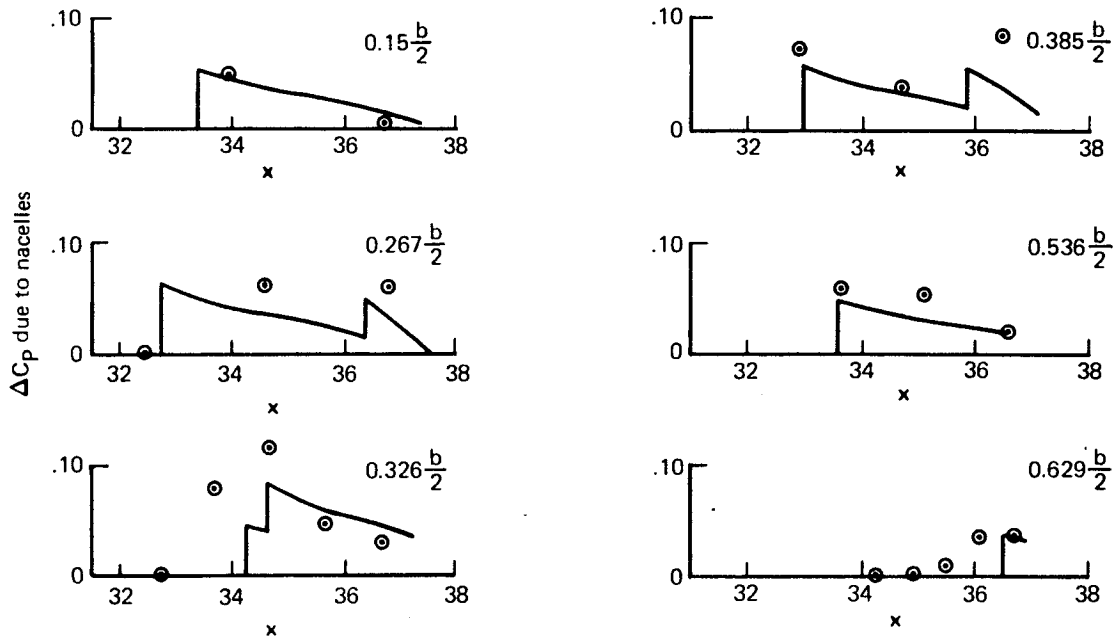 ΔCp due to nacelles
.10
0
0.15 b/2
32 34 36 38
x
.10
0
0.267 b/2
32 34 36 38
x
.10
0
0.326 b/2
32 34 36 38
x
.10
0
0.385 b/2
32 34 36 38
x
.10
0
0.536 b/2
32 34 36 38
x
.10
0
0.629 b/2
32 34 36 38
x